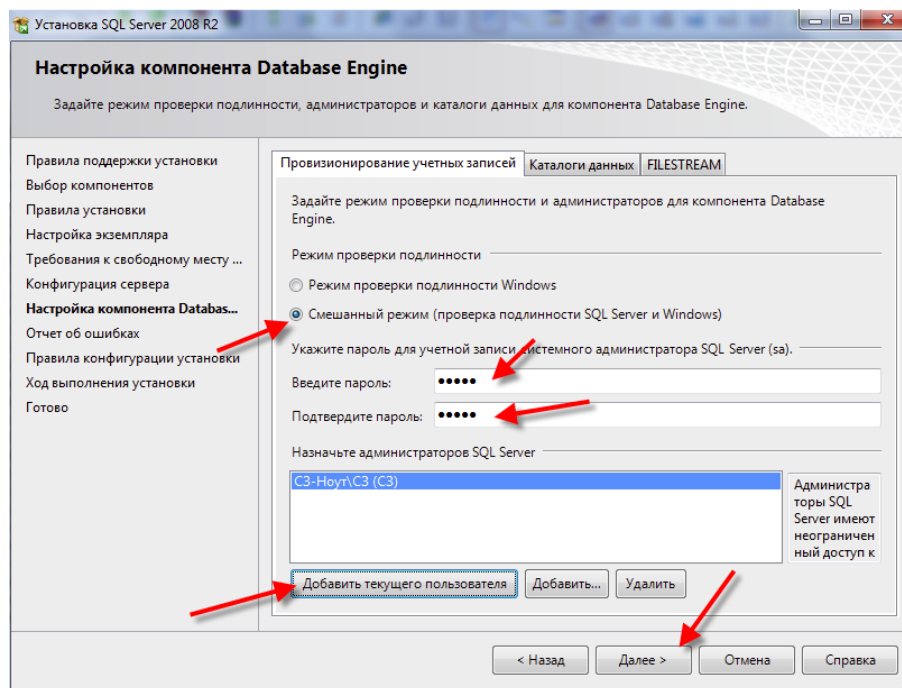 Установка SQL Server 2008 R2
Настройка компонента Database Engine
Задайте режим проверки подлинности, администраторов и каталоги данных для компонента Database Engine.
Правила поддержки установки
Выбор компонентов
Правила установки
Настройка экземпляра
Требования к свободному месту ...
Конфигурация сервера
Настройка компонента Databas...
Отчет об ошибках
Правила конфигурации установки
Ход выполнения установки
Готово
Провизионирование учетных записей
Каталоги данных
FILESTREAM
Задайте режим проверки подлинности и администраторов для компонента Database
Engine.
Режим проверки подлинности
Режим проверки подлинности Windows
Смешанный режим (проверка подлинности SQL Server и Windows)
Укажите пароль для учетной записи системного администратора SQL Server (sa).
Введите пароль: •••••
Подтвердите пароль: •••••
Назначьте администраторов SQL Server
СЗ-Ноут\СЗ (СЗ)
Администра
торы SQL
Server имеют
неограничен
ный доступ к
Добавить текущего пользователя
Добавить...
Удалить
< Назад
Далее >
Отмена
Справка